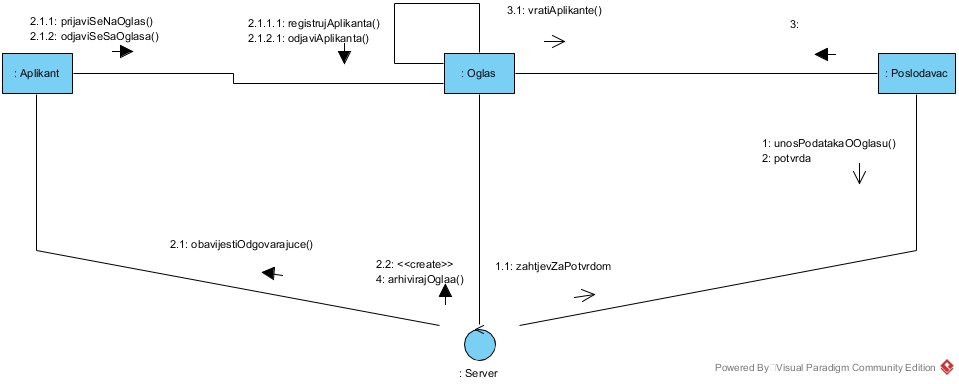 2.1.1: prijaviSeNaOglas()
2.1.2: odjaviSeSaOglasa()
2.1.1.1: registrujAplikanta()
2.1.2.1: odjaviAplikanta()
3.1: vratiAplikante()
3:
: Aplikant
: Oglas
: Poslodavac
1: unosPodatakaOOglasu()
2: potvrda
2.1: obavijestiOdgovarajuce()
2.2: <<create>>
4: arhivirajOglaa()
1.1: zahtjevZaPotvrdom
: Server
Powered By Visual Paradigm Community Edition